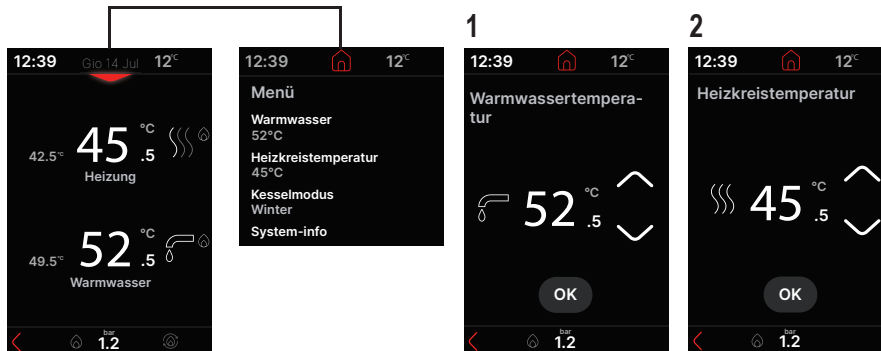 1
2
12:39 Gio 14 Jul 12°C
42.5°C 45.5 °C
Heizung
49.5°C 52.5 °C
Warmwasser
bar
1.2
12:39 12°C
Menü
Warmwasser
52°C
Heizkreistemperatur
45°C
Kesselmodus
Winter
System-info
12:39 12°C
Warmwassertempera-
tur
52.5 °C
OK
bar
1.2
12:39 12°C
Heizkreistemperatur
45.5 °C
OK
bar
1.2